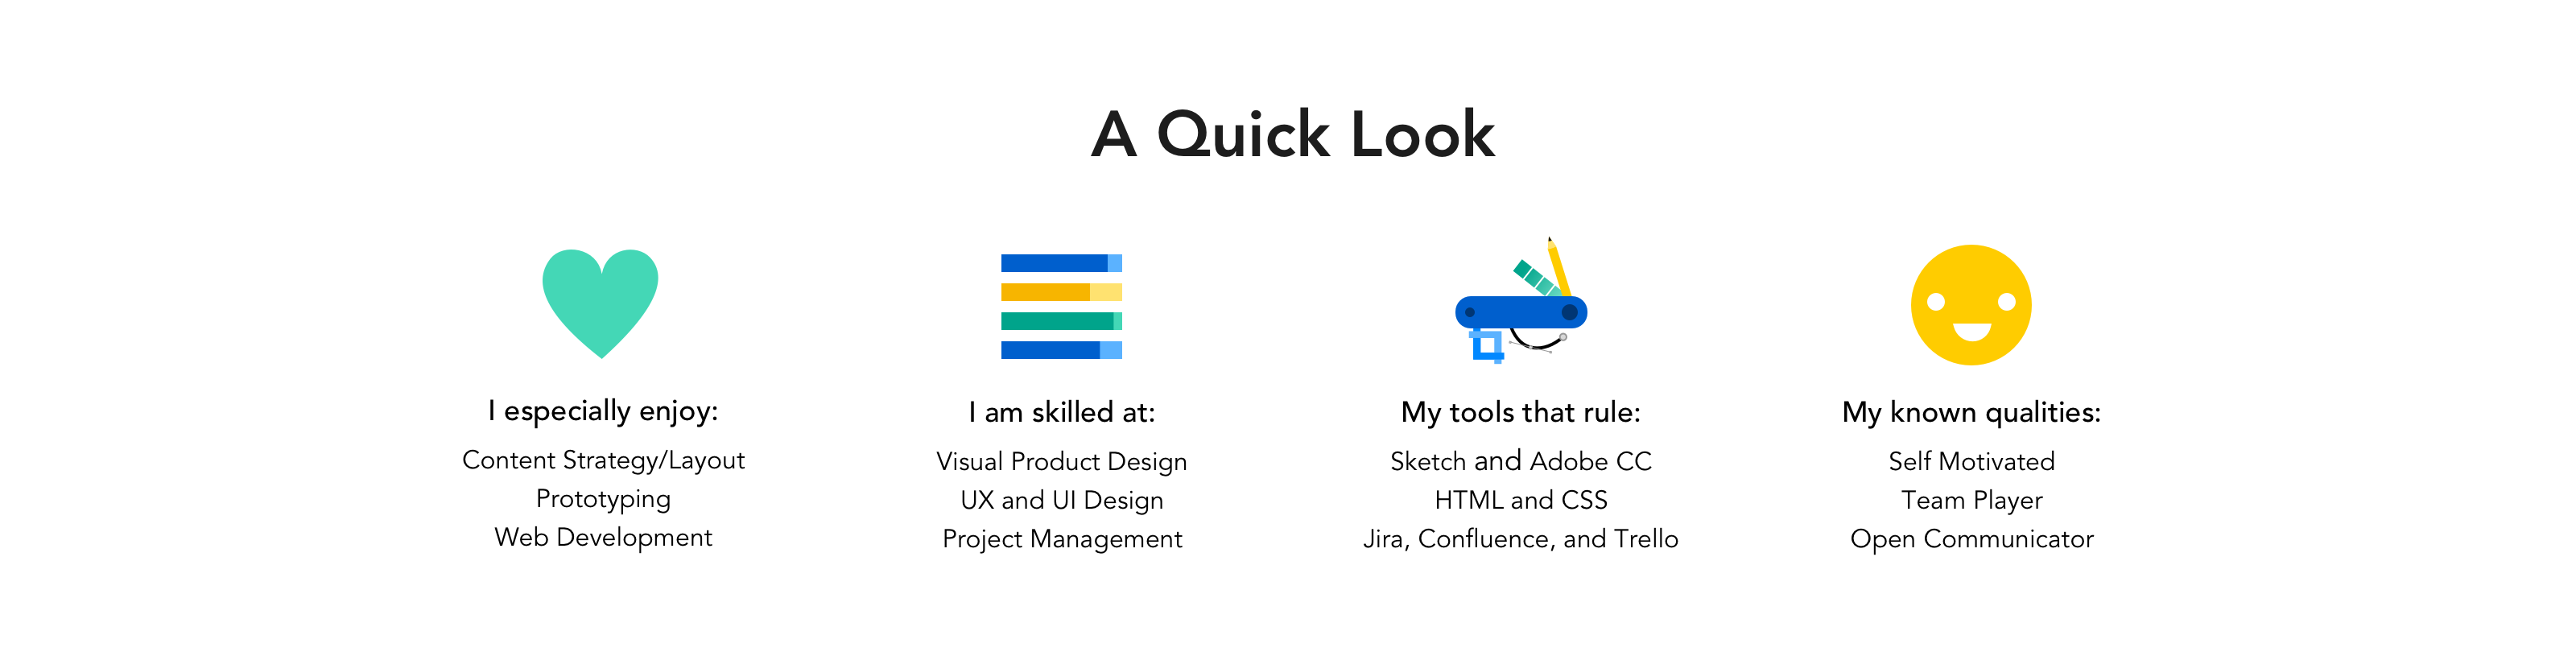 A Quick Look
I especially enjoy:
Content Strategy/Layout
Prototyping
Web Development
I am skilled at:
Visual Product Design
UX and UI Design
Project Management
My tools that rule:
Sketch and Adobe CC
HTML and CSS
Jira, Confluence, and Trello
My known qualities:
Self Motivated
Team Player
Open Communicator